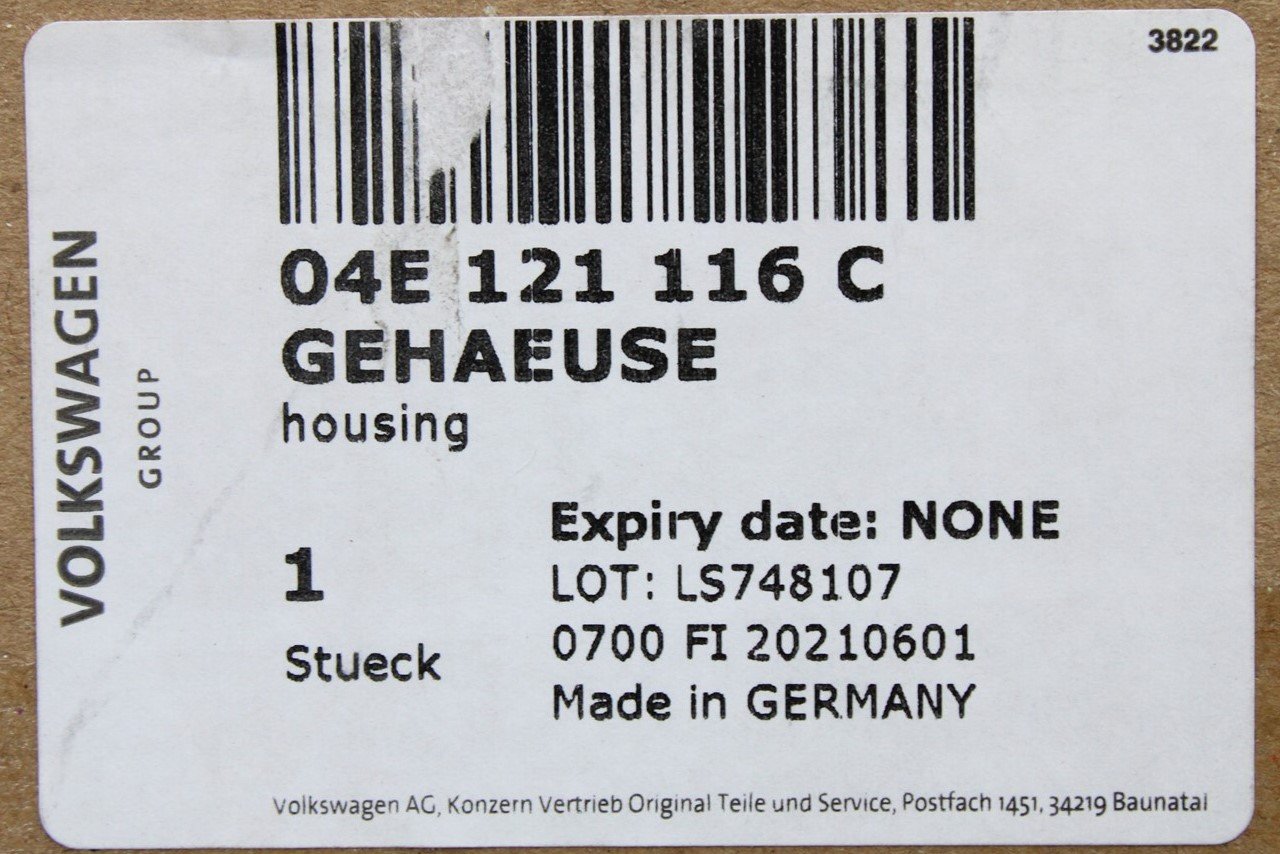 3822
VOLKSWAGEN
GROUP
04E 121 116 C
GEHAEUSE
housing
1
Stueck
Expiry date: NONE
LOT: LS748107
0700 FI 20210601
Made in GERMANY
Volkswagen AG, Konzern Vertrieb Original Teile und Service, Postfach 1451, 34219 Baunatal